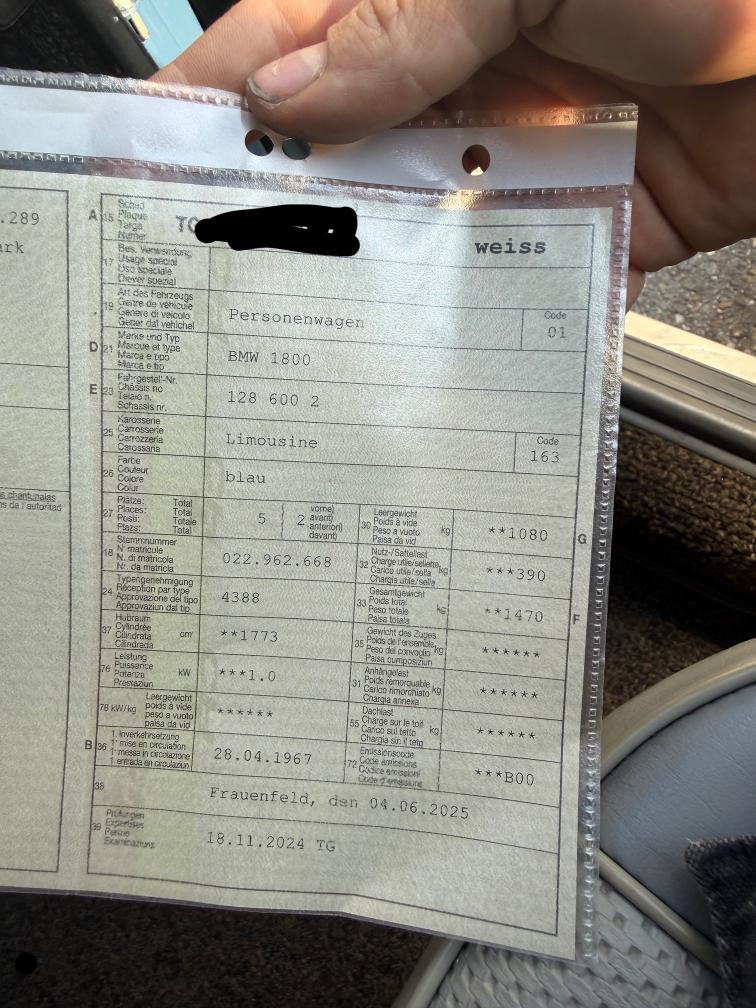 .289
ark
A 15 Schild
Plaque
Targa
Numer
weiss
17 Bes. Verwendung
Usage spécial
Uso speciale
Diever spezial
19 Art des Fahrzeugs
Genre de véhicule
Genere di veicolo
Gener dal vehichel
Personenwagen
Code
01
D 21 Marke und Typ
Marque et type
Marca e tipo
Marca e tip
BMW 1800
E 23 Fahrgestell-Nr.
Châssis no
Telaio n.
Schassis nr.
128 600 2
25 Karosserie
Carrosserie
Carrozzeria
Carossaria
Limousine
Code
163
26 Farbe
Couleur
Colore
Colur
blau
27 Plätze: Total
Places: Total
Posti: Totale
Plazs: Total
5
2 vorne)
avant)
anteriori)
davant)
30 Leergewicht
Poids à vide
Peso a vuoto
Paisa da vid
kg
**1080
G
18 Stammnummer
N° matricule
N. di matricola
Nr. da matricla
022.962.668
32 Nutz-/Sattellast
Charge utile/sellette
Carico utile/sella
Chargia utila/sella
kg
***390
24 Typengenehmigung
Réception par type
Approvazione del tipo
Approvaziun dal tip
4388
33 Gesamtgewicht
Poids total
Peso totale
Paisa totala
kg
**1470
F
37 Hubraum
Cylindrée
Cilindrata
Cilindrada
cm³
**1773
35 Gewicht des Zuges
Poids de l'ensemble
Peso del convoglio
Paisa cumposiziun
kg
******
76 Leistung
Puissance
Potenza
Prestaziun
kW
***1.0
31 Anhängelast
Poids remorquable
Carico rimorchiato
Chargia annexa
kg
******
78 kW/kg Leergewicht
poids à vide
peso a vuoto
paisa da vid
******
55 Dachlast
Charge sur le toit
Carico sul tetto
Chargia sin il tetg
kg
******
B 36 1. Inverkehrsetzung
1re mise en circulation
1a messa in circolazione
1. entrada en circulaziun
28.04.1967
72 Emissionscode
Code émissions
Codice emissioni
Code d'emissiuns
***B00
38
Frauenfeld, den 04.06.2025
39 Prüfungen
Expertises
Perizie
Examinaziuns
18.11.2024 TG
s cantunalas
ns da l'autoritad